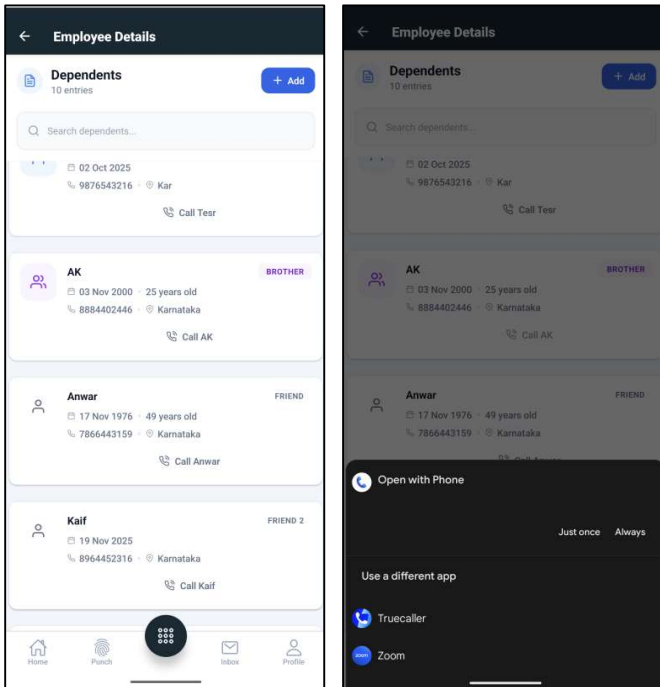 Employee Details
Dependents
10 entries
+ Add
Search dependents...
02 Oct 2025
9876543216 · Kar
Call Tesr
AK
BROTHER
03 Nov 2000 · 25 years old
8884402446 · Karnataka
Call AK
Anwar
FRIEND
17 Nov 1976 · 49 years old
7866443159 · Karnataka
Call Anwar
Kaif
FRIEND 2
19 Nov 2025
8964452316 · Karnataka
Call Kaif
Home
Punch
Inbox
Profile
Employee Details
Dependents
10 entries
+ Add
Search dependents...
02 Oct 2025
9876543216 · Kar
Call Tesr
AK
BROTHER
03 Nov 2000 · 25 years old
8884402446 · Karnataka
Call AK
Anwar
FRIEND
17 Nov 1976 · 49 years old
7866443159 · Karnataka
Call Anwar
Open with Phone
Just once Always
Use a different app
Truecaller
zoom
Zoom